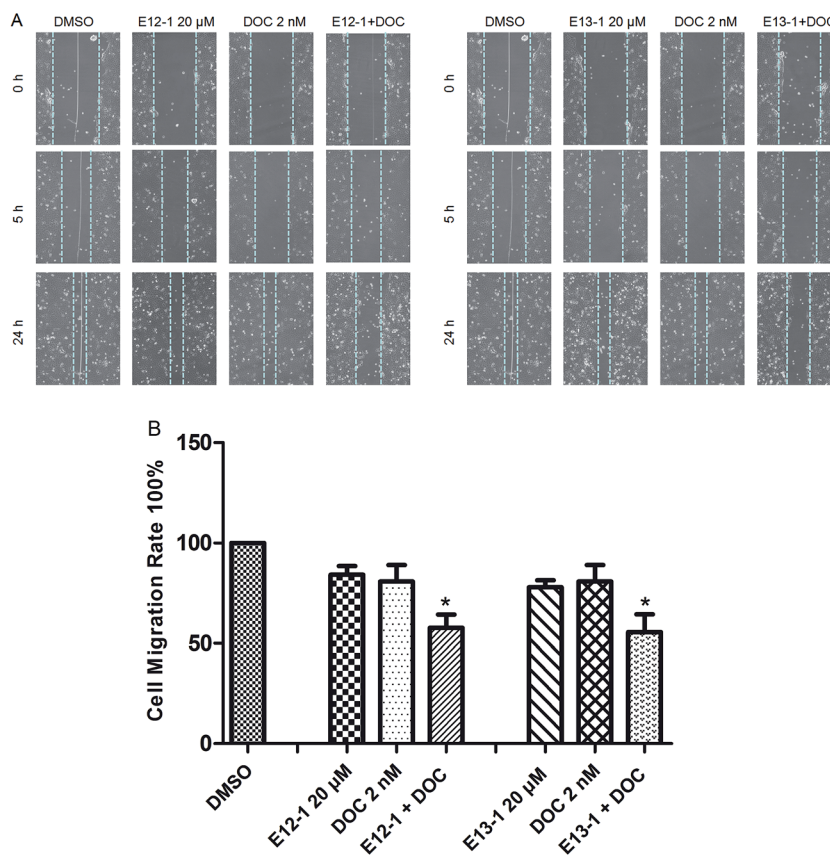 A
DMSO E12-1 20 µM DOC 2 nM E12-1+DOC DMSO E13-1 20 µM DOC 2 nM E13-1+DOC
0 h 0 h
5 h 5 h
24 h 24 h
B
Cell Migration Rate 100%
150
100
50
0
* *
DMSO
E12-1 20 µM
DOC 2 nM
E12-1 + DOC
E13-1 20 µM
DOC 2 nM
E13-1 + DOC